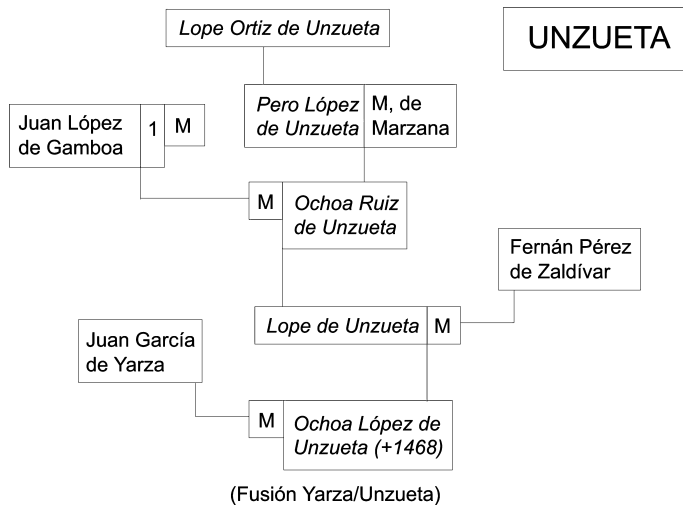 Lope Ortiz de Unzueta
UNZUETA
Pero López
de Unzueta
M, de
Marzana
Juan López
de Gamboa
1
M
M
Ochoa Ruiz
de Unzueta
Fernán Pérez
de Zaldívar
Lope de Unzueta
M
Juan García
de Yarza
M
Ochoa López de
Unzueta (+1468)
(Fusión Yarza/Unzueta)